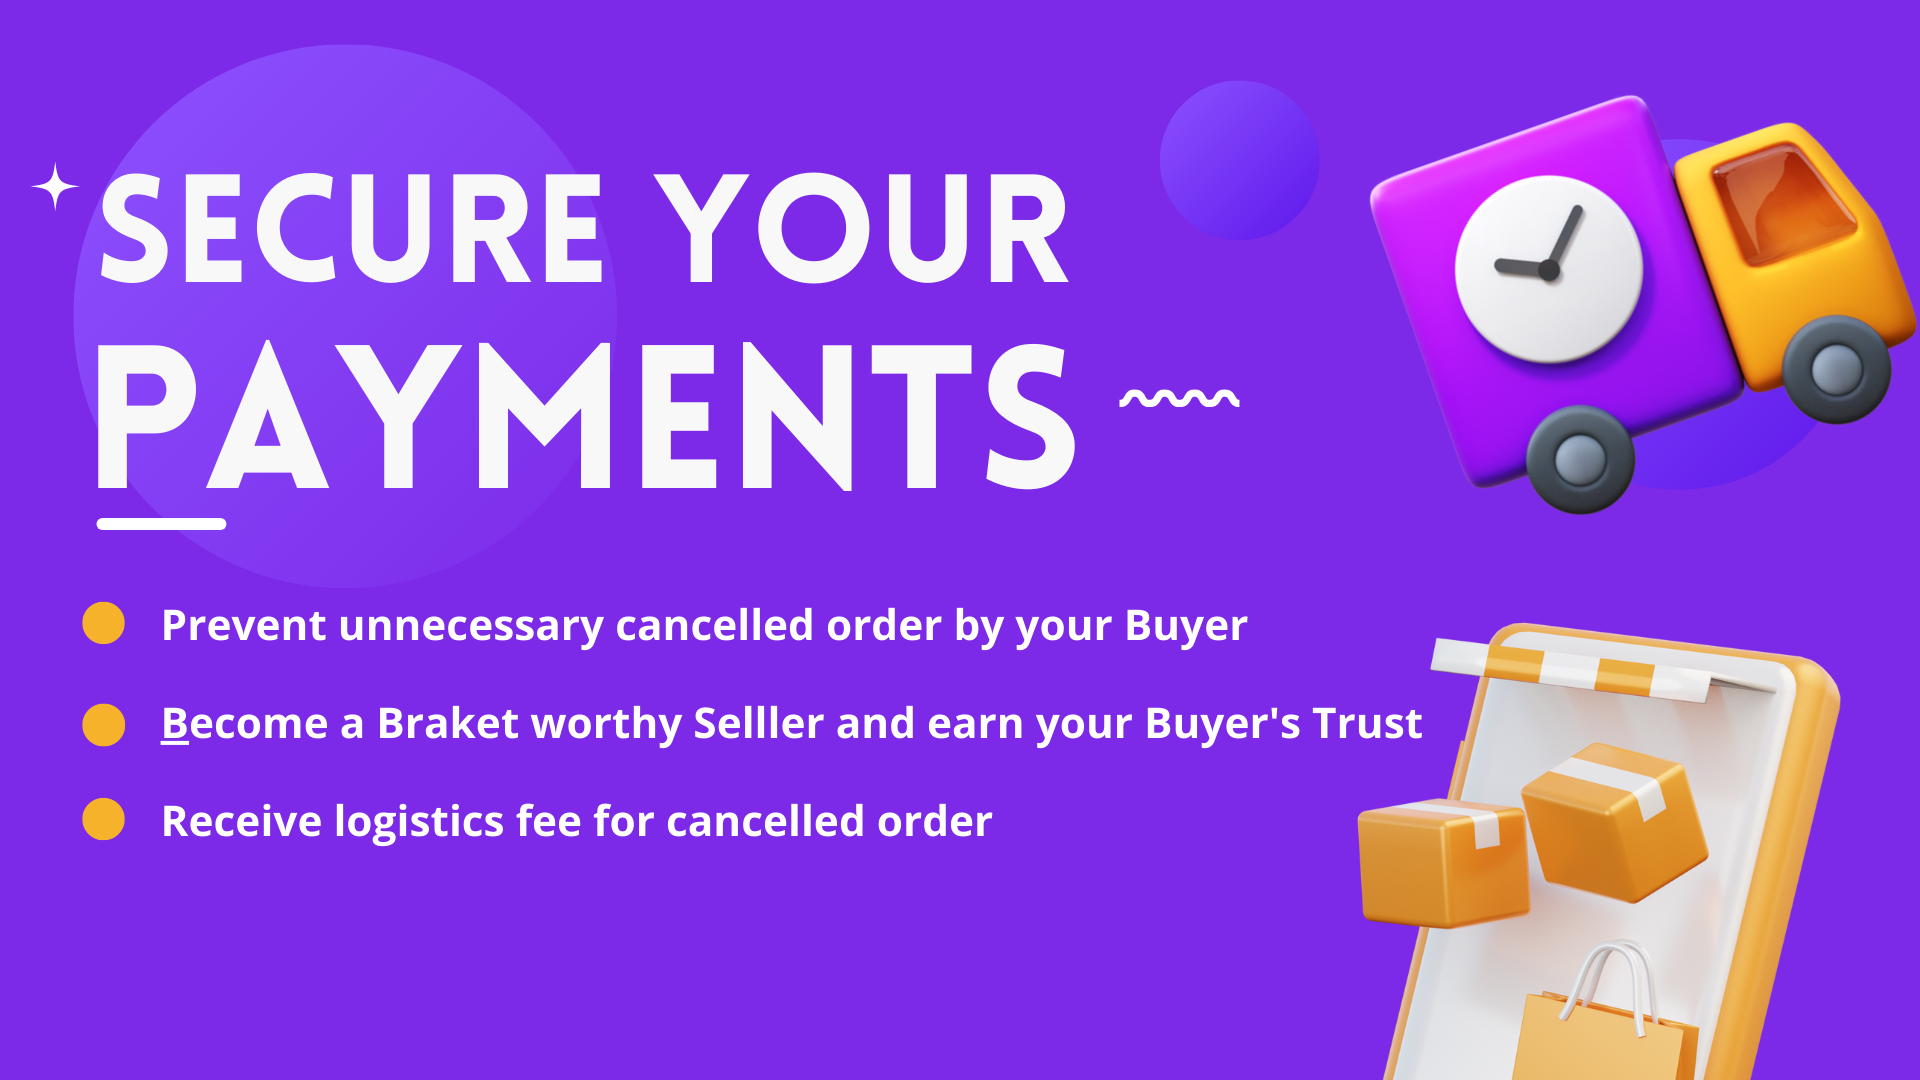 SECURE YOUR
PAYMENTS
Prevent unnecessary cancelled order by your Buyer
Become a Braket worthy Selller and earn your Buyer's Trust
Receive logistics fee for cancelled order